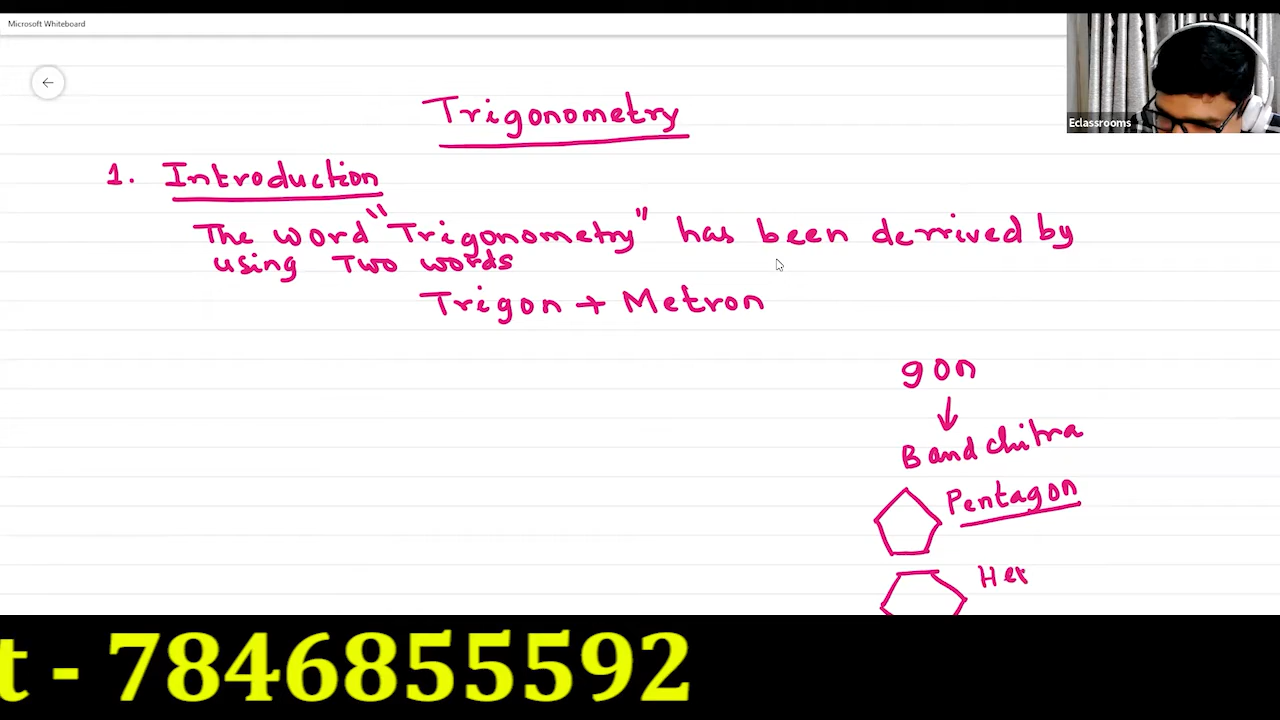 Microsoft Whiteboard
Eclassrooms
Trigonometry
1. Introduction
The word "Trigonometry" has been derrived by
using Two words
Trigon + Metron
gon
Band chitra
Pentagon
Hex
t - 7846855592